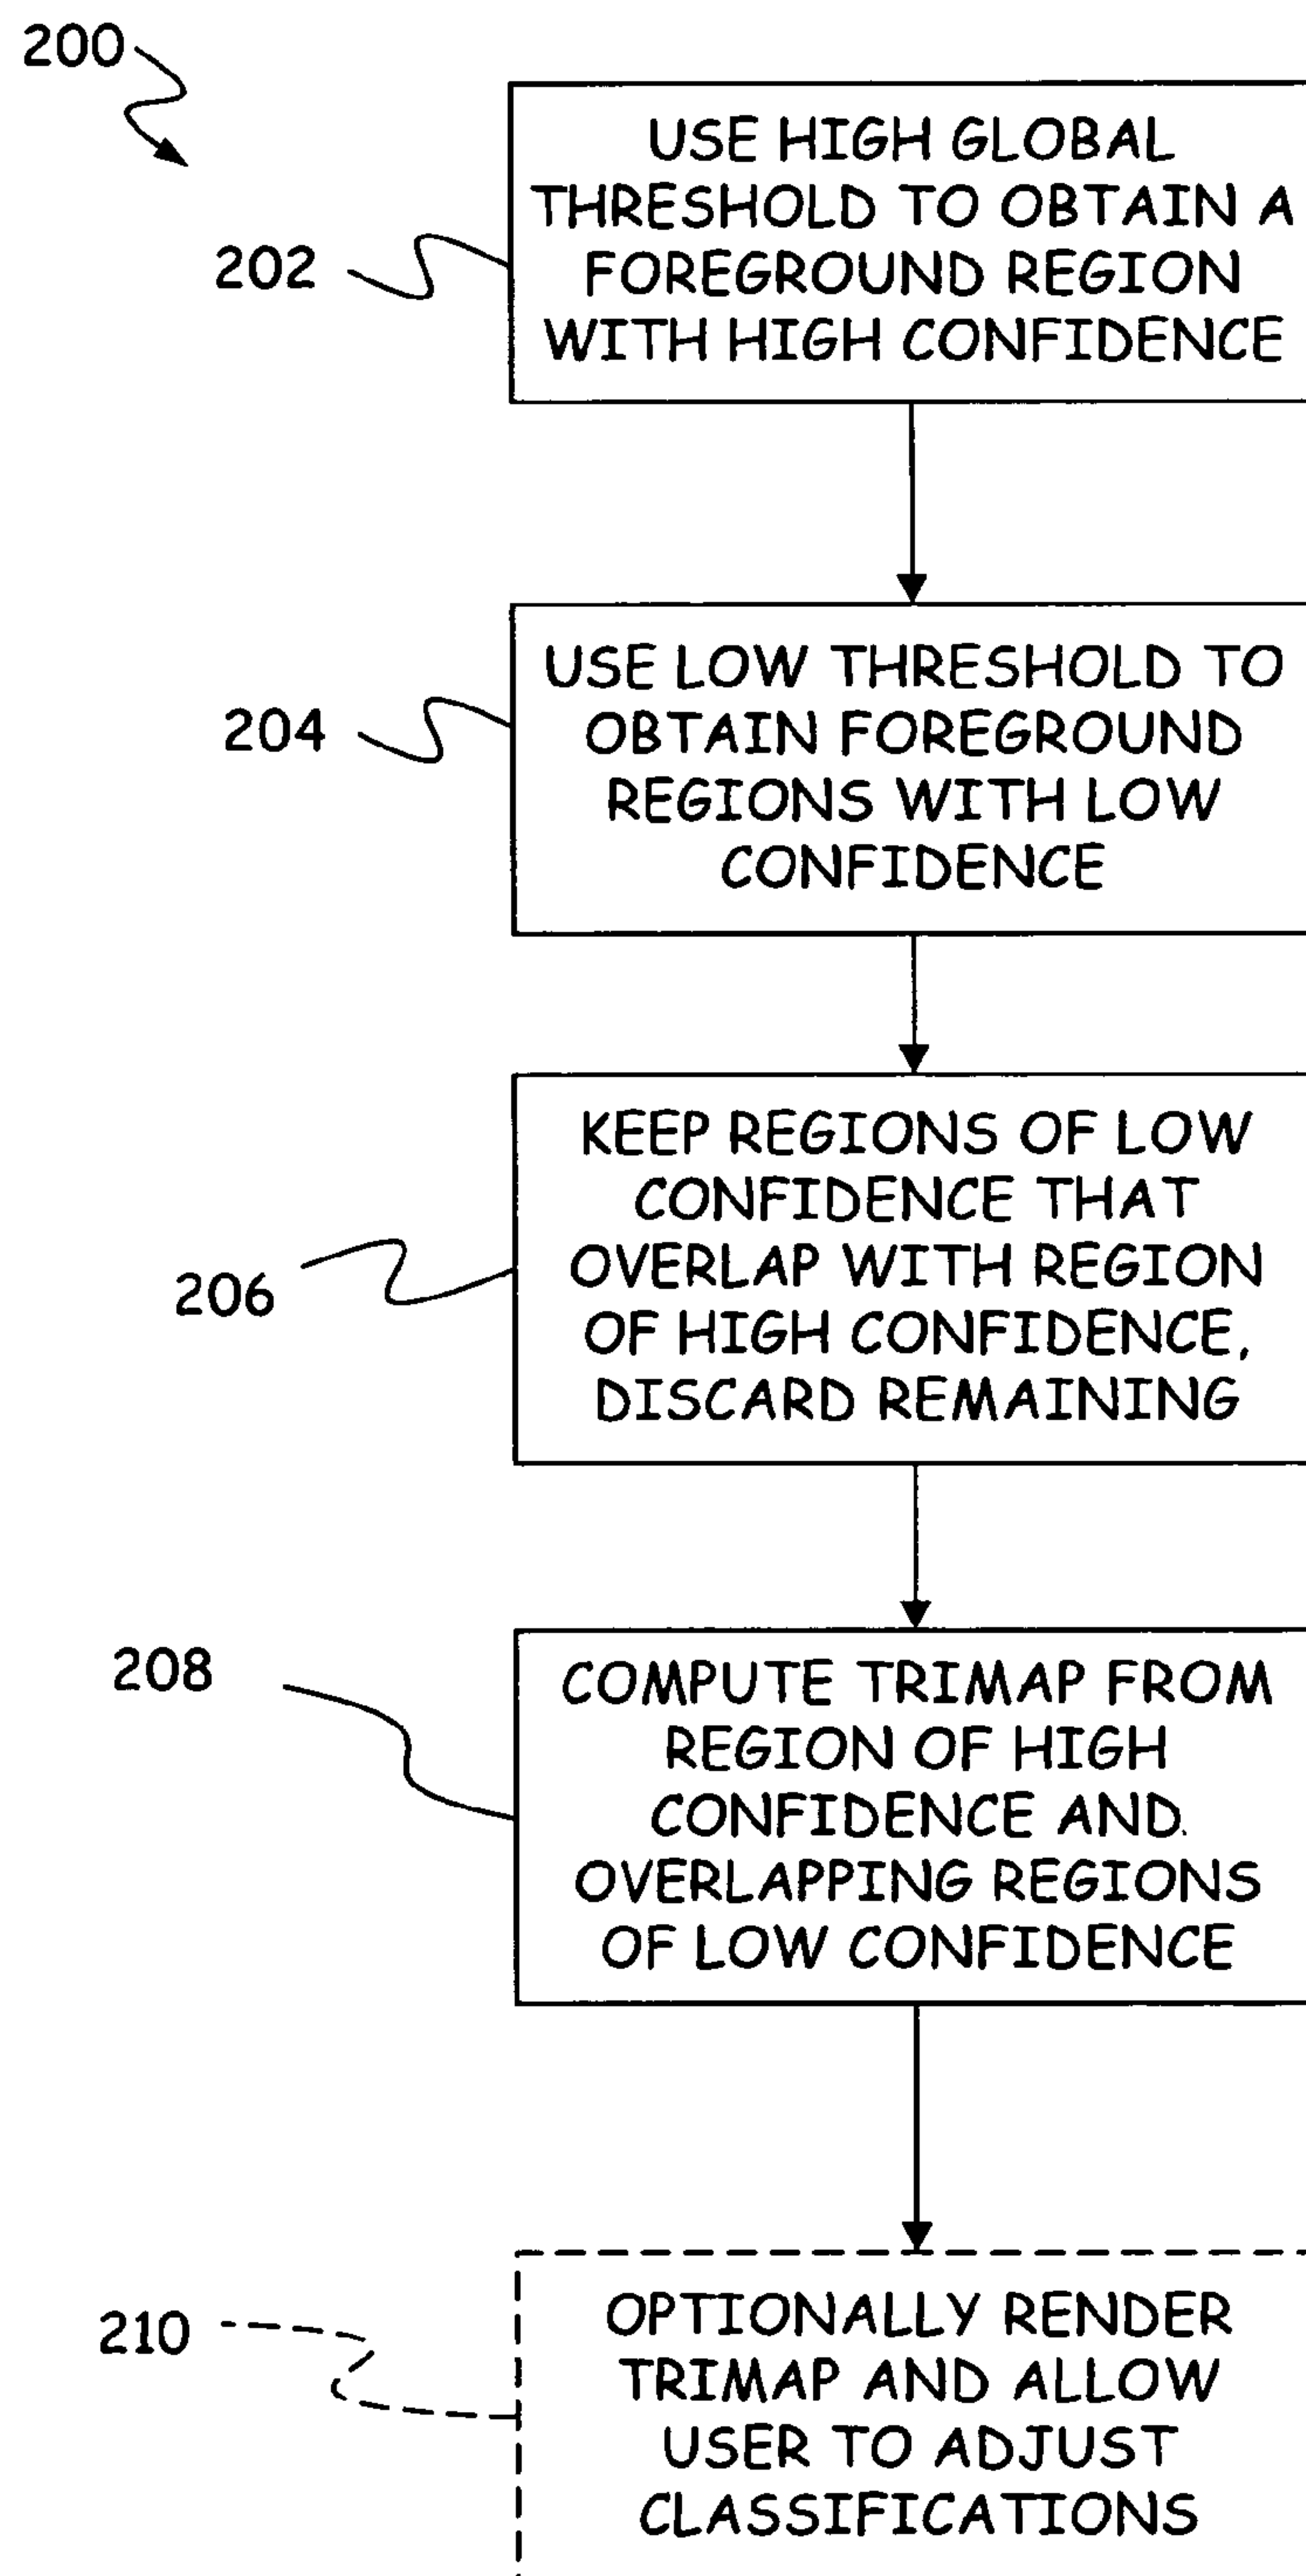 200
202
USE HIGH GLOBAL
THRESHOLD TO OBTAIN A
FOREGROUND REGION
WITH HIGH CONFIDENCE
204
USE LOW THRESHOLD TO
OBTAIN FOREGROUND
REGIONS WITH LOW
CONFIDENCE
206
KEEP REGIONS OF LOW
CONFIDENCE THAT
OVERLAP WITH REGION
OF HIGH CONFIDENCE,
DISCARD REMAINING
208
COMPUTE TRIMAP FROM
REGION OF HIGH
CONFIDENCE AND
OVERLAPPING REGIONS
OF LOW CONFIDENCE
210
OPTIONALLY RENDER
TRIMAP AND ALLOW
USER TO ADJUST
CLASSIFICATIONS